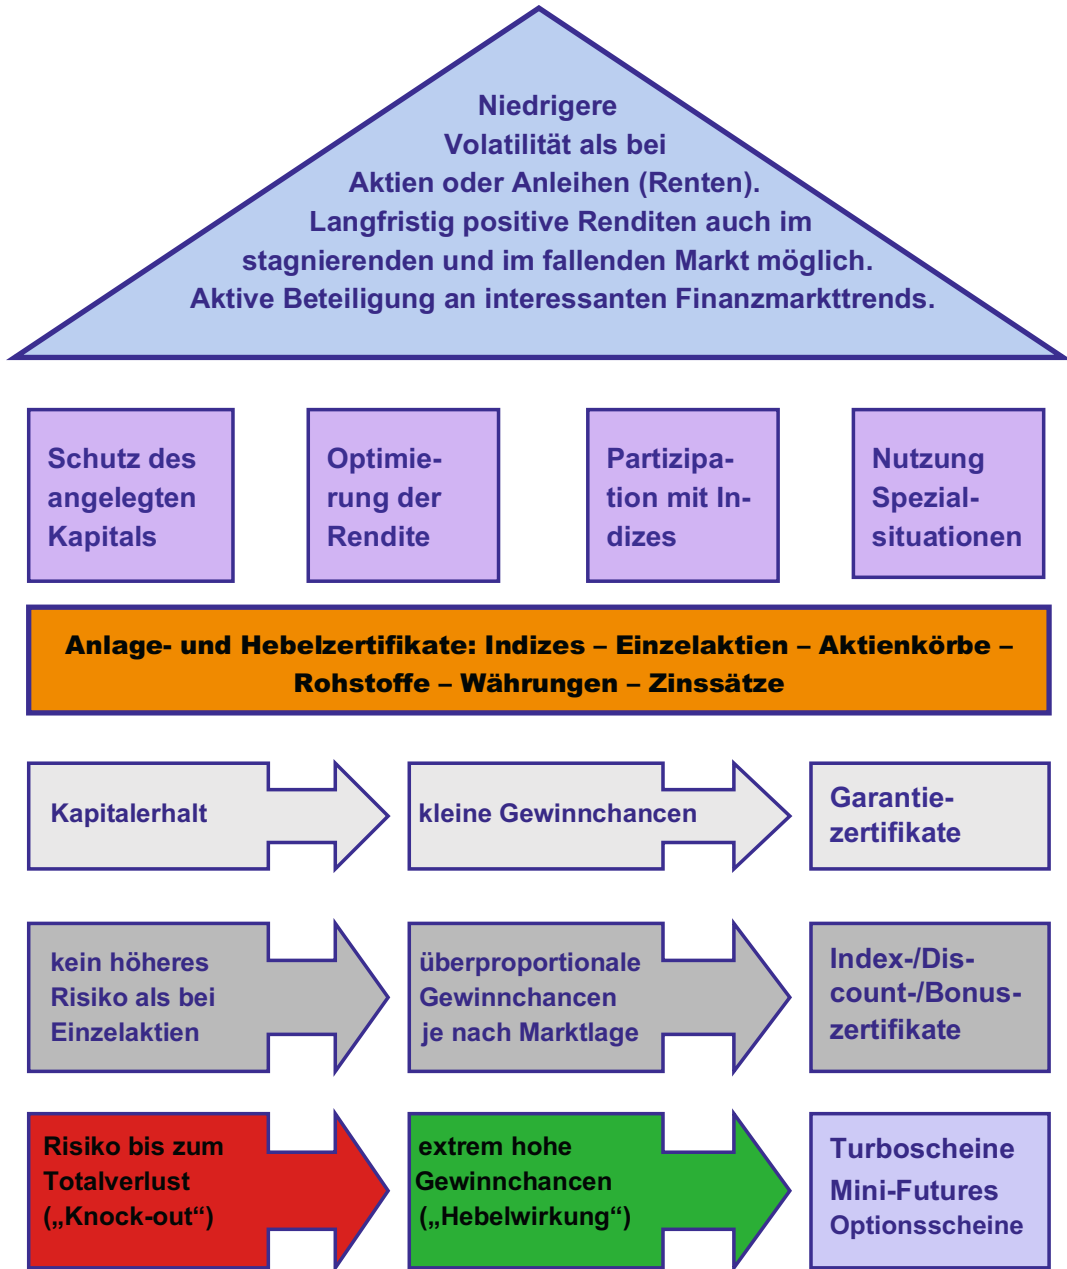 Niedrigere
Volatilität als bei
Aktien oder Anleihen (Renten).
Langfristig positive Renditen auch im
stagnierenden und im fallenden Markt möglich.
Aktive Beteiligung an interessanten Finanzmarkttrends.
Schutz des
angelegten
Kapitals
Optimie-
rung der
Rendite
Partizipa-
tion mit In-
dizes
Nutzung
Spezial-
situationen
Anlage- und Hebelzertifikate: Indizes – Einzelaktien – Aktienkörbe –
Rohstoffe – Währungen – Zinssätze
Kapitalerhalt
kleine Gewinnchancen
Garantie-
zertifikate
kein höheres
Risiko als bei
Einzelaktien
überproportionale
Gewinnchancen
je nach Marktlage
Index-/Dis-
count-/Bonus-
zertifikate
Risiko bis zum
Totalverlust
(„Knock-out“)
extrem hohe
Gewinnchancen
(„Hebelwirkung“)
Turboscheine
Mini-Futures
Optionsscheine